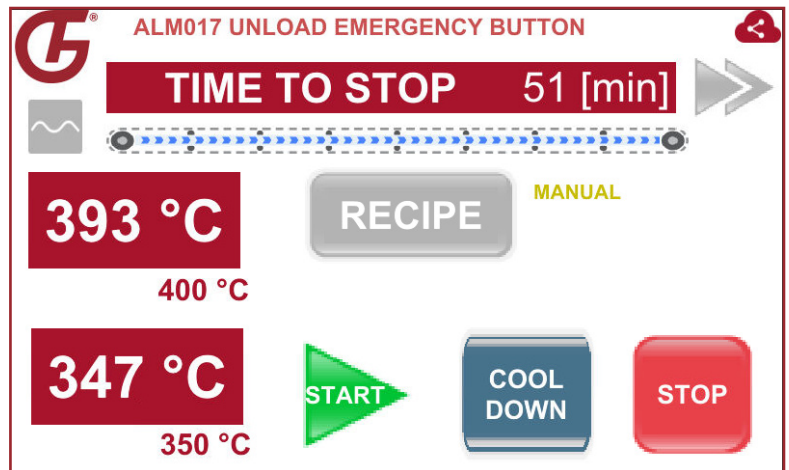 ALM017 UNLOAD EMERGENCY BUTTON
TIME TO STOP 51 [min]
393 °C
RECIPE
MANUAL
400 °C
347 °C
START
COOL
DOWN
STOP
350 °C